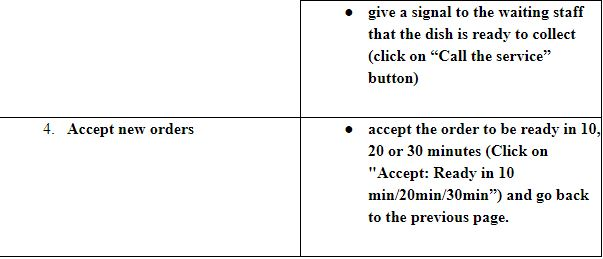 ● give a signal to the waiting staff
that the dish is ready to collect
(click on “Call the service”
button)
4. Accept new orders
● accept the order to be ready in 10,
20 or 30 minutes (Click on
"Accept: Ready in 10
min/20min/30min”) and go back
to the previous page.